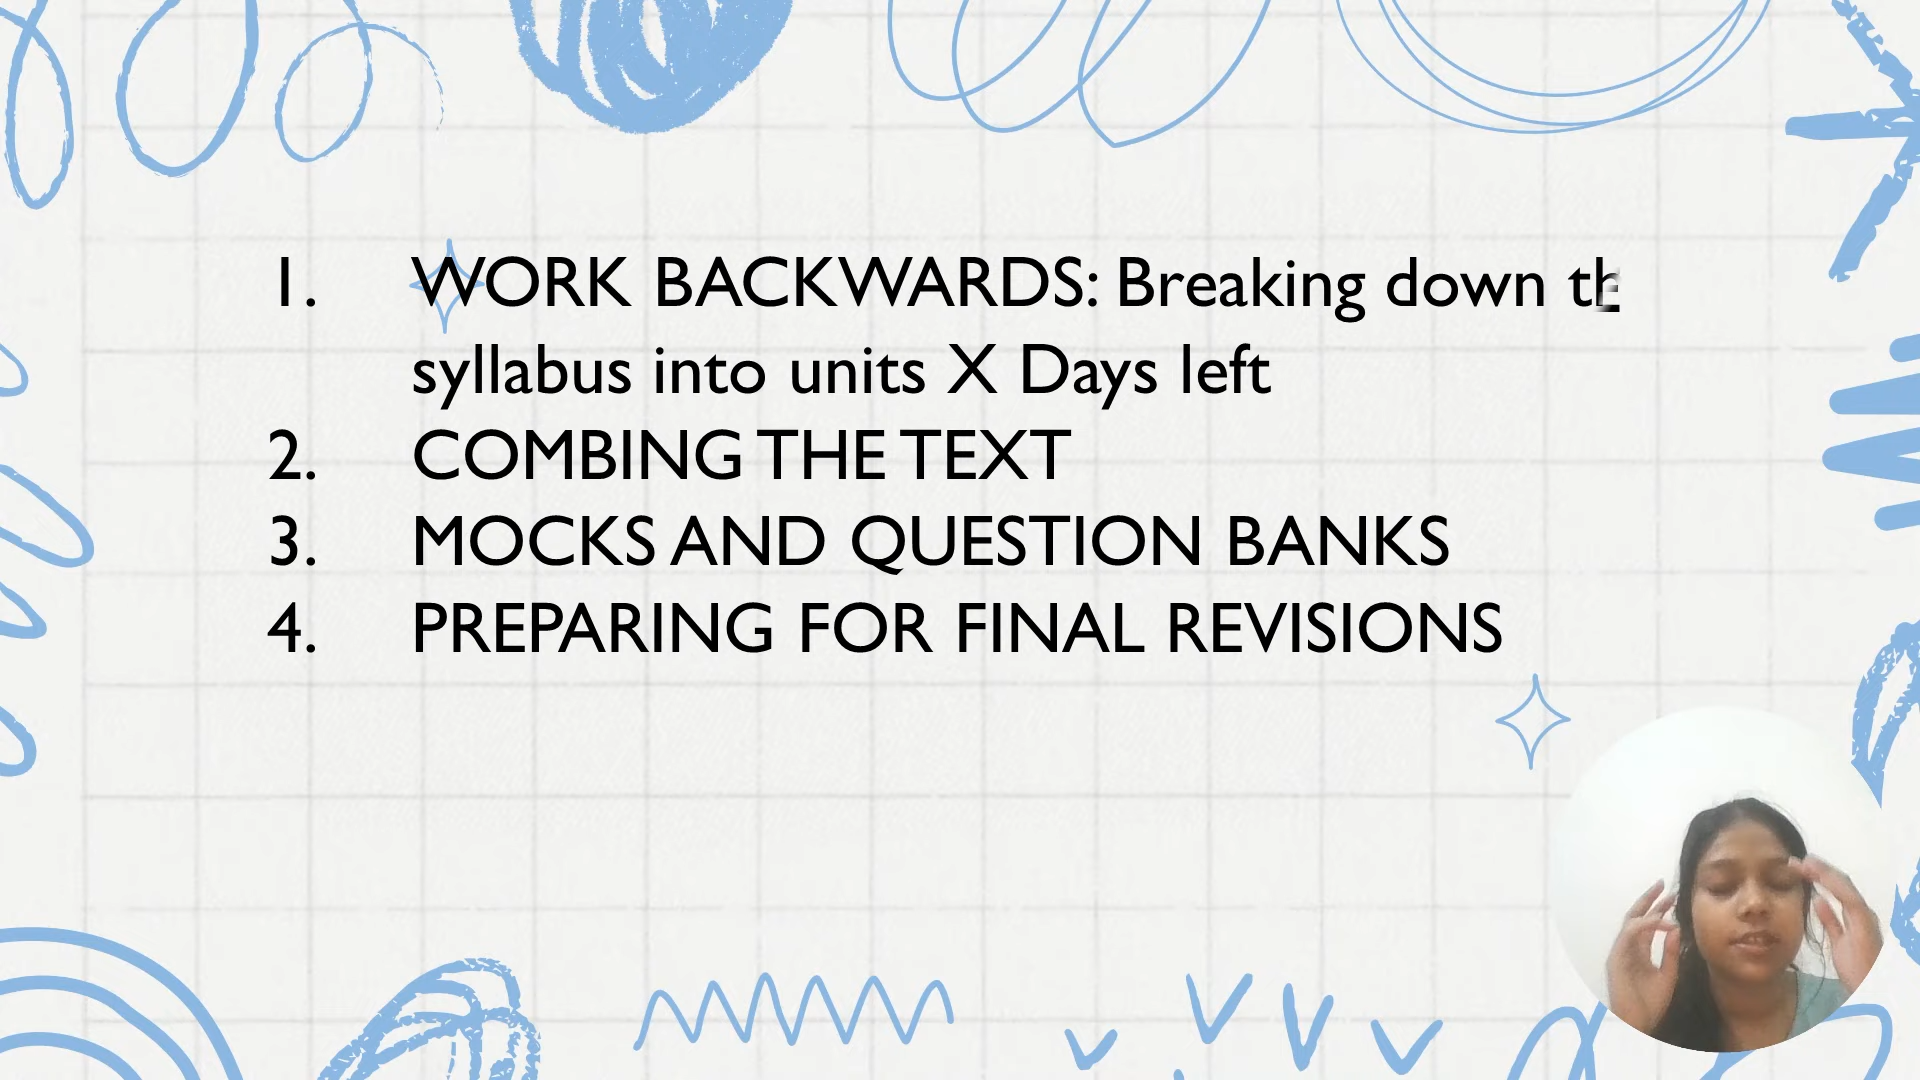 1. WORK BACKWARDS: Breaking down
syllabus into units X Days left
2. COMBING THE TEXT
3. MOCKS AND QUESTION BANKS
4. PREPARING FOR FINAL REVISIONS